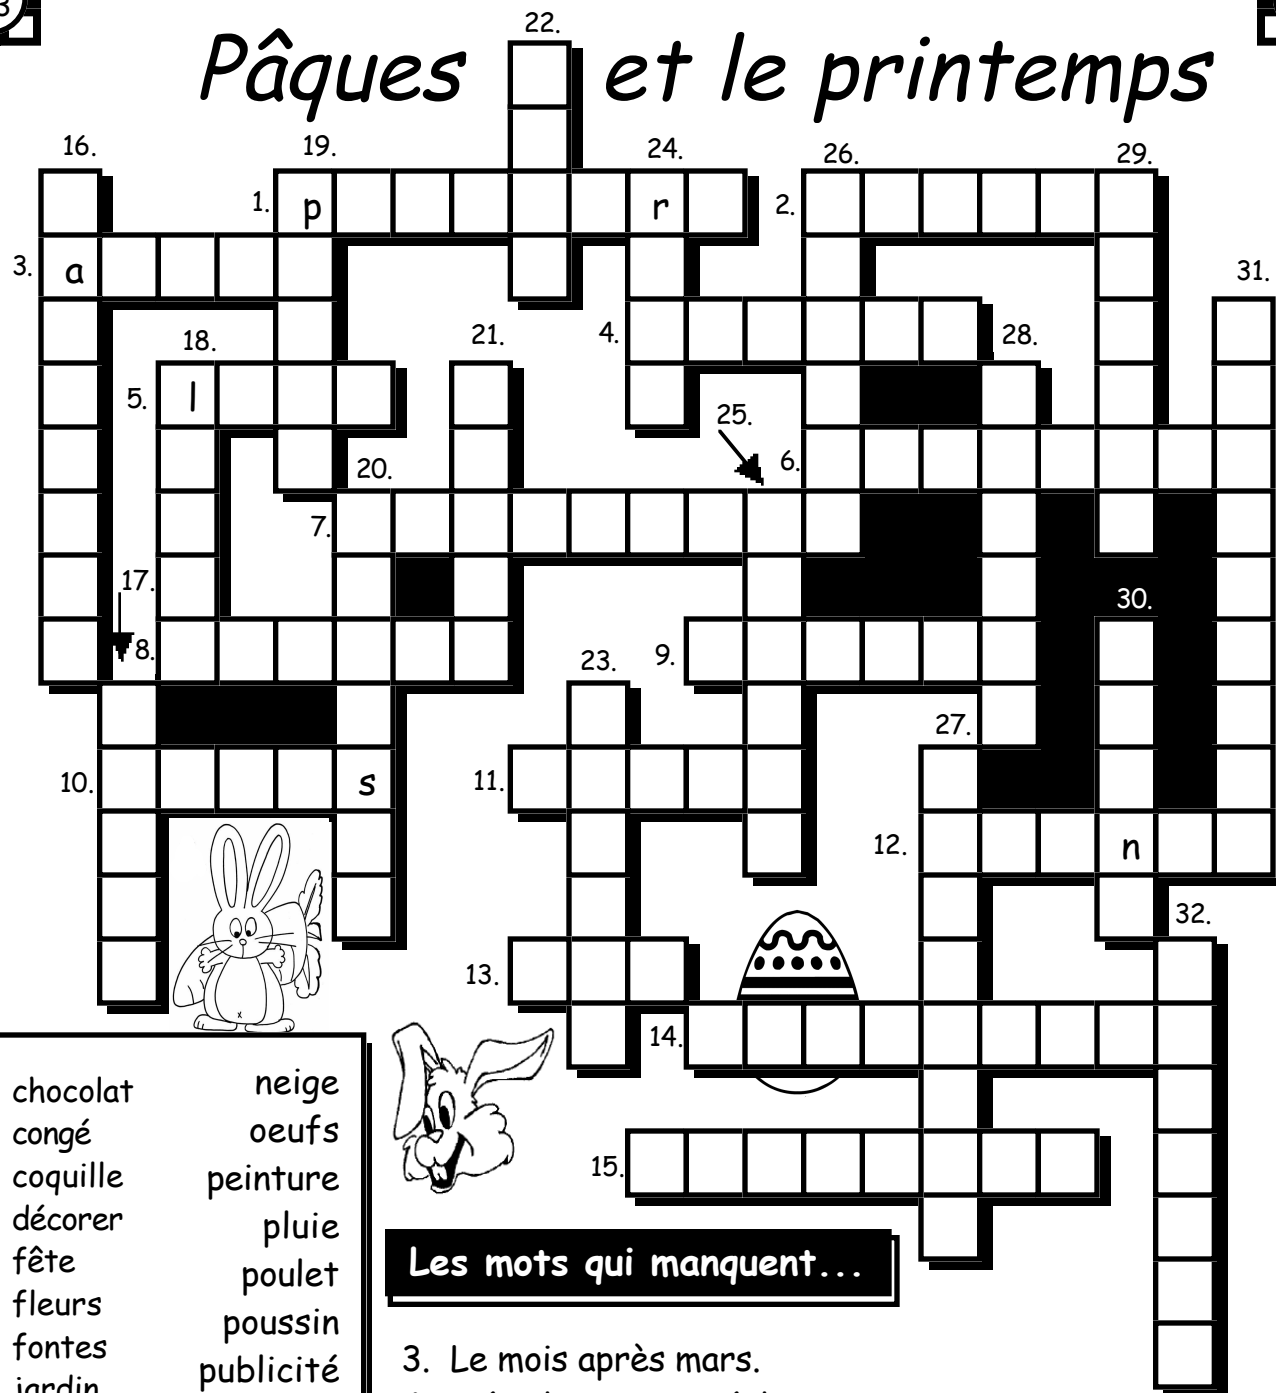 3
Pâques et le printemps
22.
16.
19.
24.
26.
29.
1.
p
r
2.
3.
a
31.
18.
21.
4.
28.
5.
l
25.
20.
6.
7.
17.
30.
8.
23.
9.
27.
10.
s
11.
12.
n
32.
13.
14.
15.
chocolat
congé
coquille
décorer
fête
fleurs
fontes
jardin
neige
oeufs
peinture
pluie
poulet
poussin
publicité
Les mots qui manquent...
3. Le mois après mars.